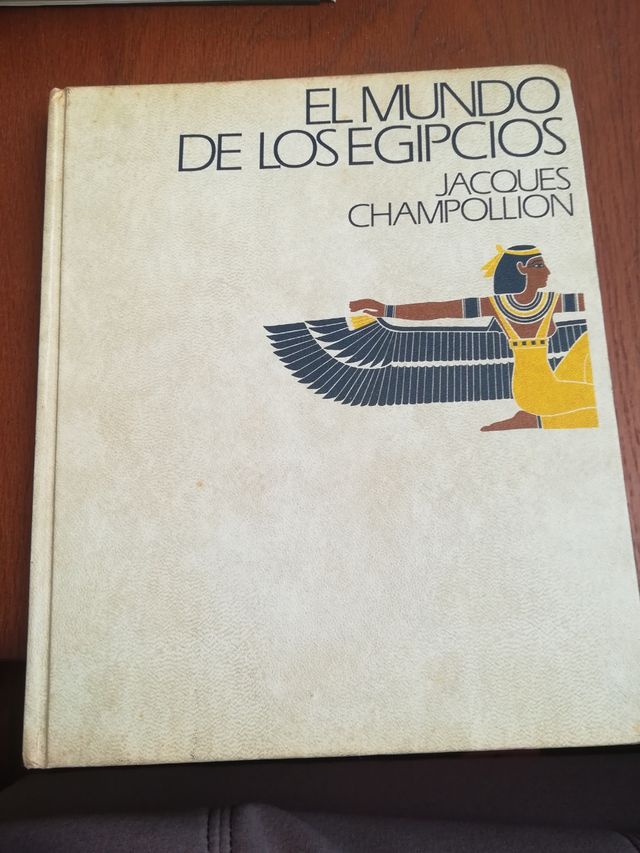 EL MUNDO
DE LOS EGIPCIOS
JACQUES
CHAMPOLLION